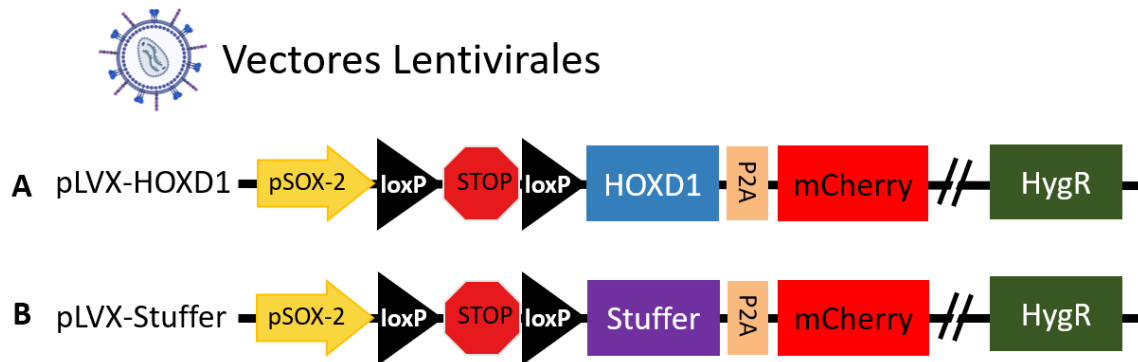 Vectores Lentivirales
A pLVX-HOXD1 pSOX-2 loxP STOP loxP HOXD1 P2A mCherry HygR
B pLVX-Stuffer pSOX-2 loxP STOP loxP Stuffer P2A mCherry HygR